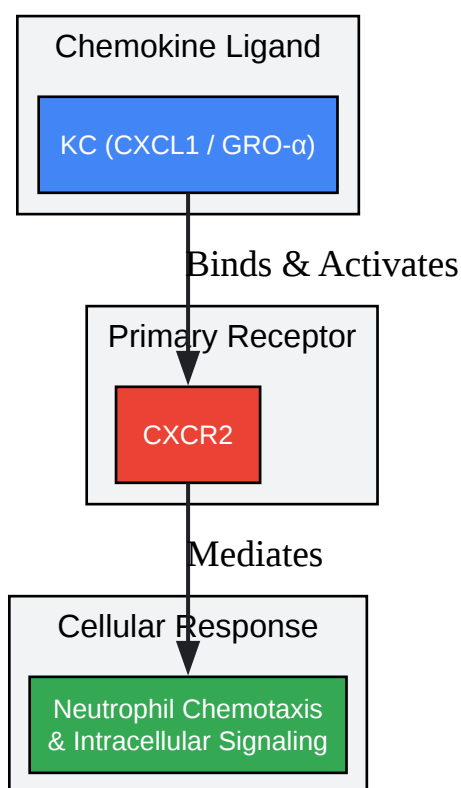 Chemokine Ligand
KC (CXCL1 / GRO-α)
Binds & Activates
Primary Receptor
CXCR2
Mediates
Cellular Response
Neutrophil Chemotaxis
& Intracellular Signaling